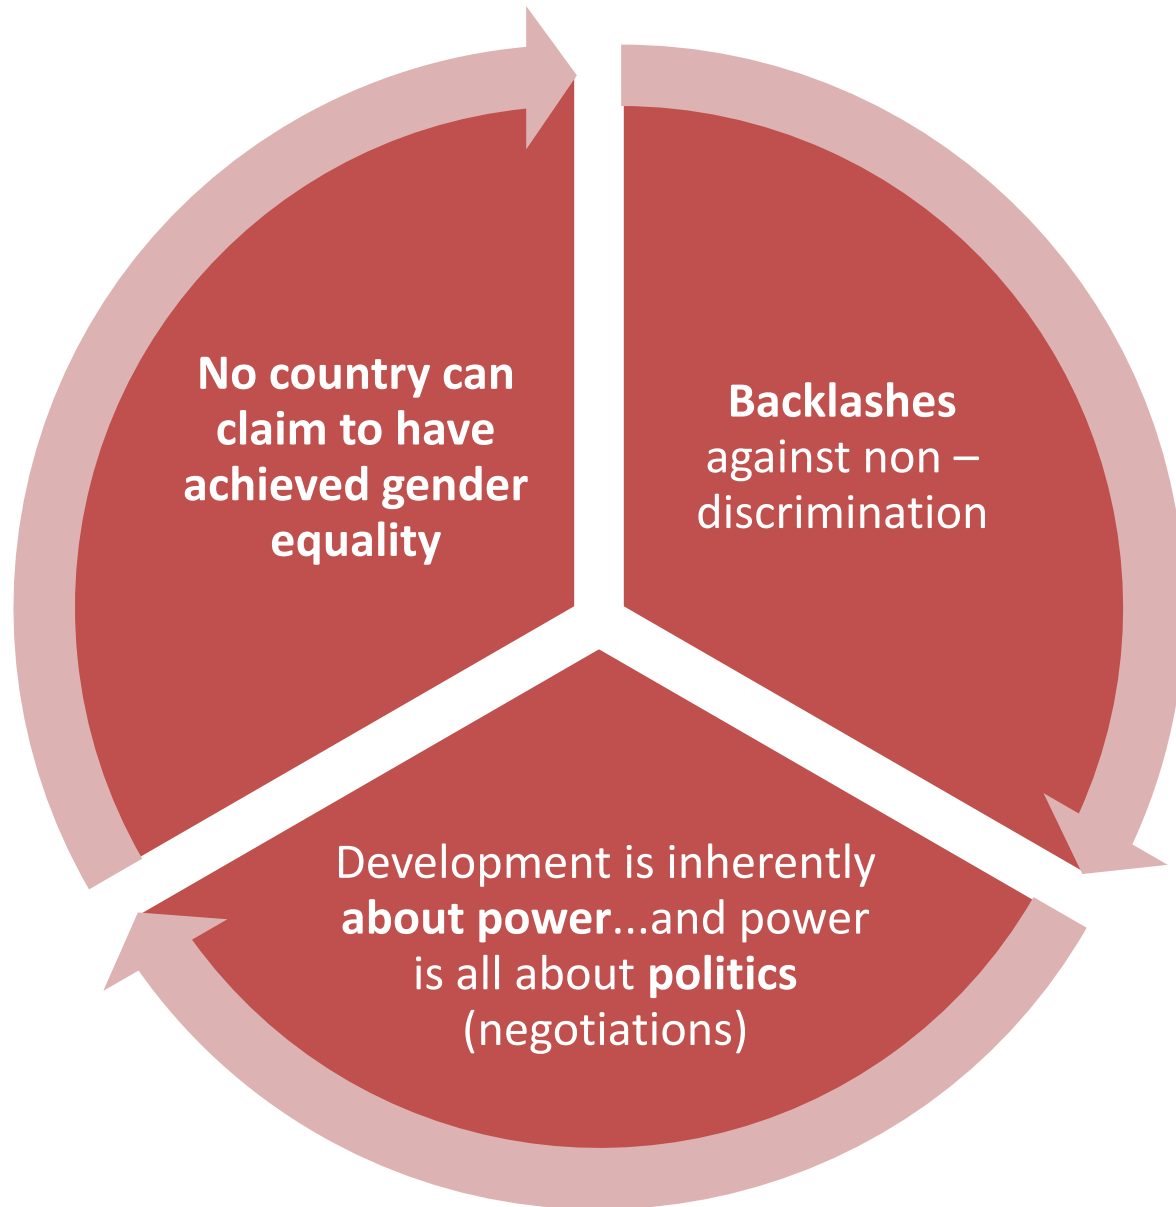 No country can
claim to have
achieved gender
equality
Backlashes
against non –
discrimination
Development is inherently
about power...and power
is all about politics
(negotiations)